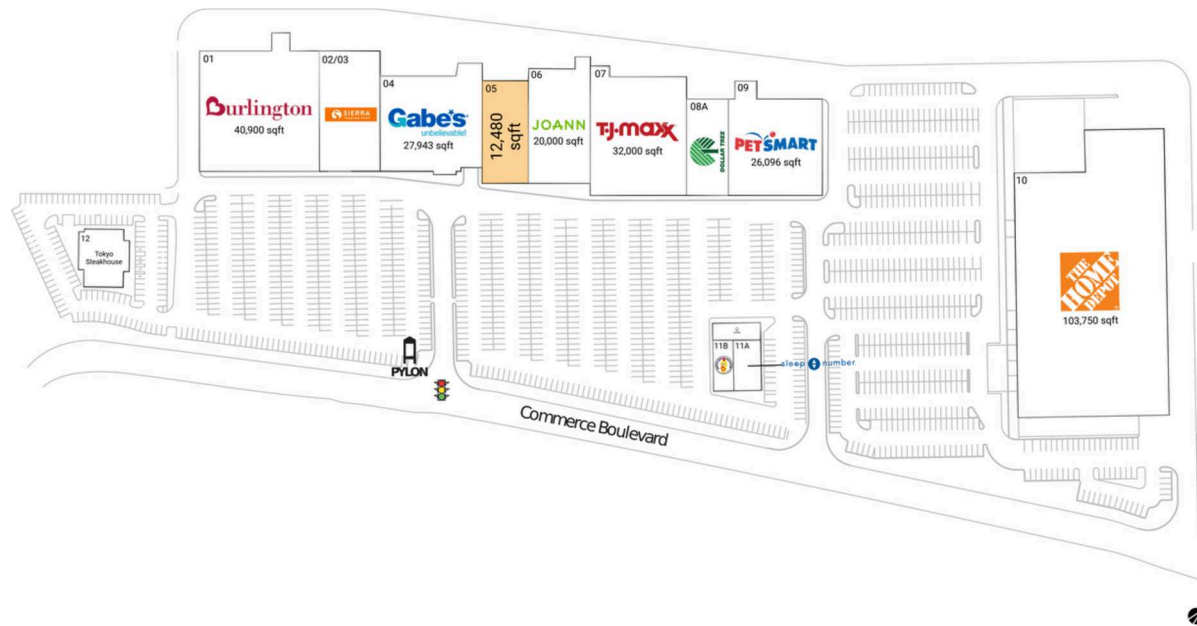 01
Burlington
40,900 sqft
02/03
SIERRA
04
Gabe's
unbelievable!
27,943 sqft
05
12,480
sqft
06
JOANN
20,000 sqft
07
T·J·maxx
32,000 sqft
08A
DOLLAR TREE
09
PETSMART
26,096 sqft
10
THE
HOME
DEPOT
103,750 sqft
12
Tokyo
Steakhouse
PYLON
11B
11A
sleep number
Commerce Boulevard